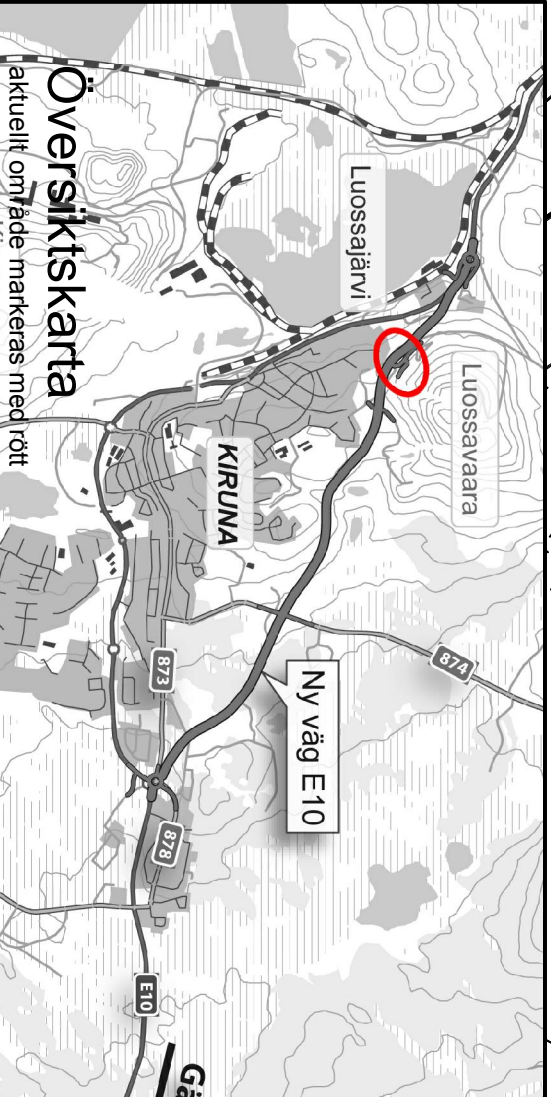 Luossavaara
Luossajärvi
KIRUNA
874
Ny väg E10
873
878
E10
Översiktskarta
aktuellt område markeras med rött